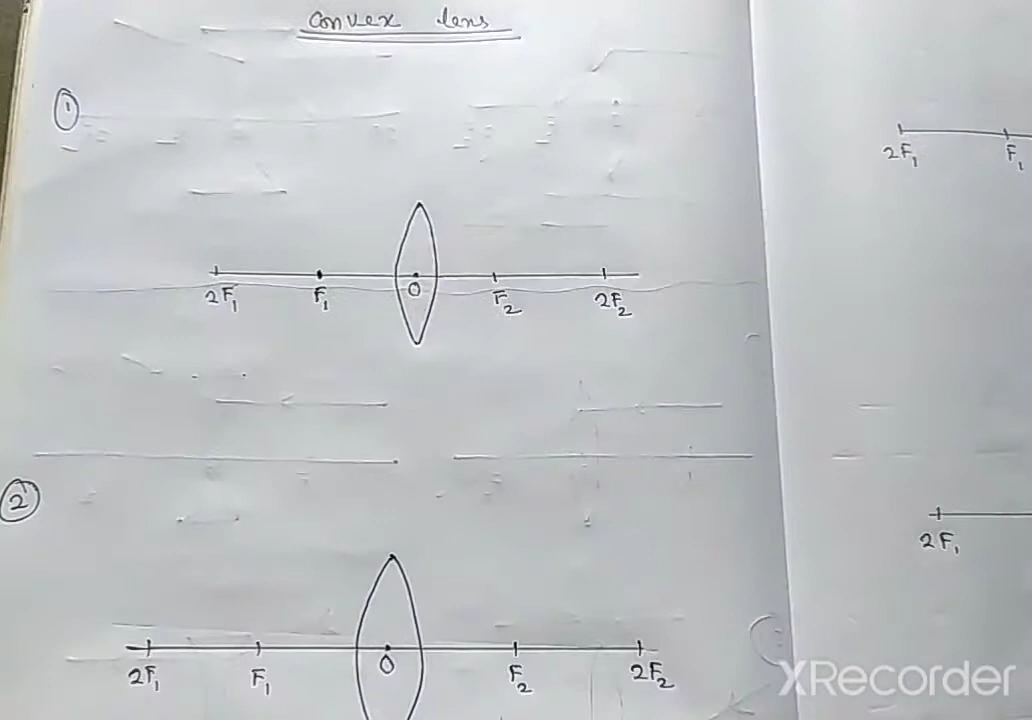 convex lens
1
2F1 F1
2F1 F1 O F2 2F2
2
2F1
2F1 F1 O F2 2F2
XRecorder